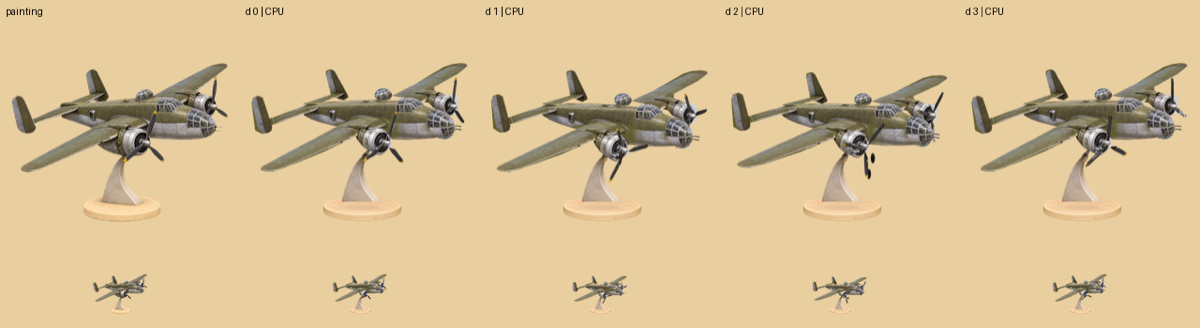 painting
d 0 | CPU
d 1 | CPU
d 2 | CPU
d 3 | CPU